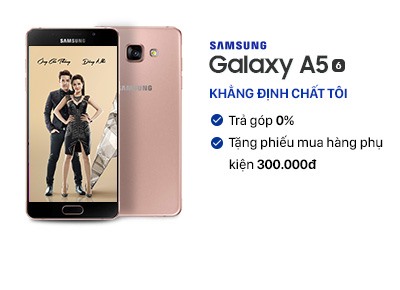 SAMSUNG
SAMSUNG
SAMSUNG
Galaxy A5 6
KHẲNG ĐỊNH CHẤT TÔI
Trả góp 0%
Tặng phiếu mua hàng phụ
kiện 300.000đ